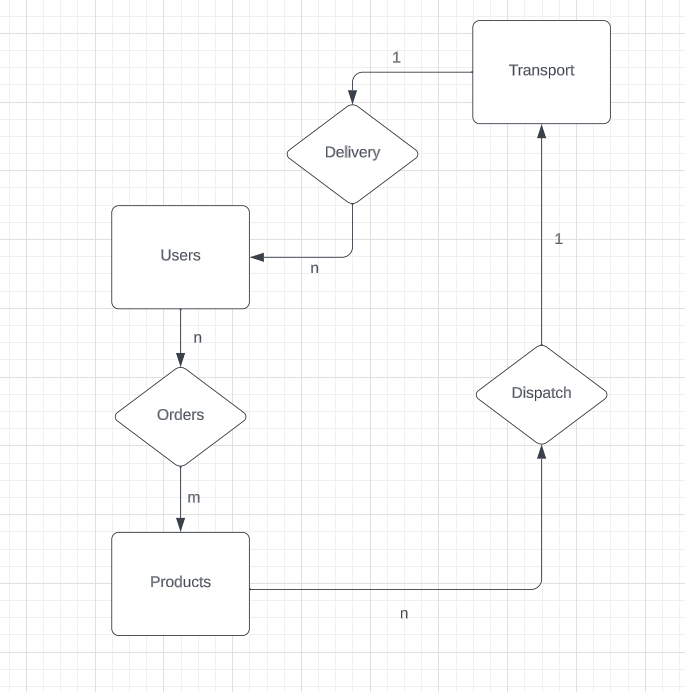 1
Transport
Delivery
1
Users
n
n
Dispatch
Orders
m
Products
n